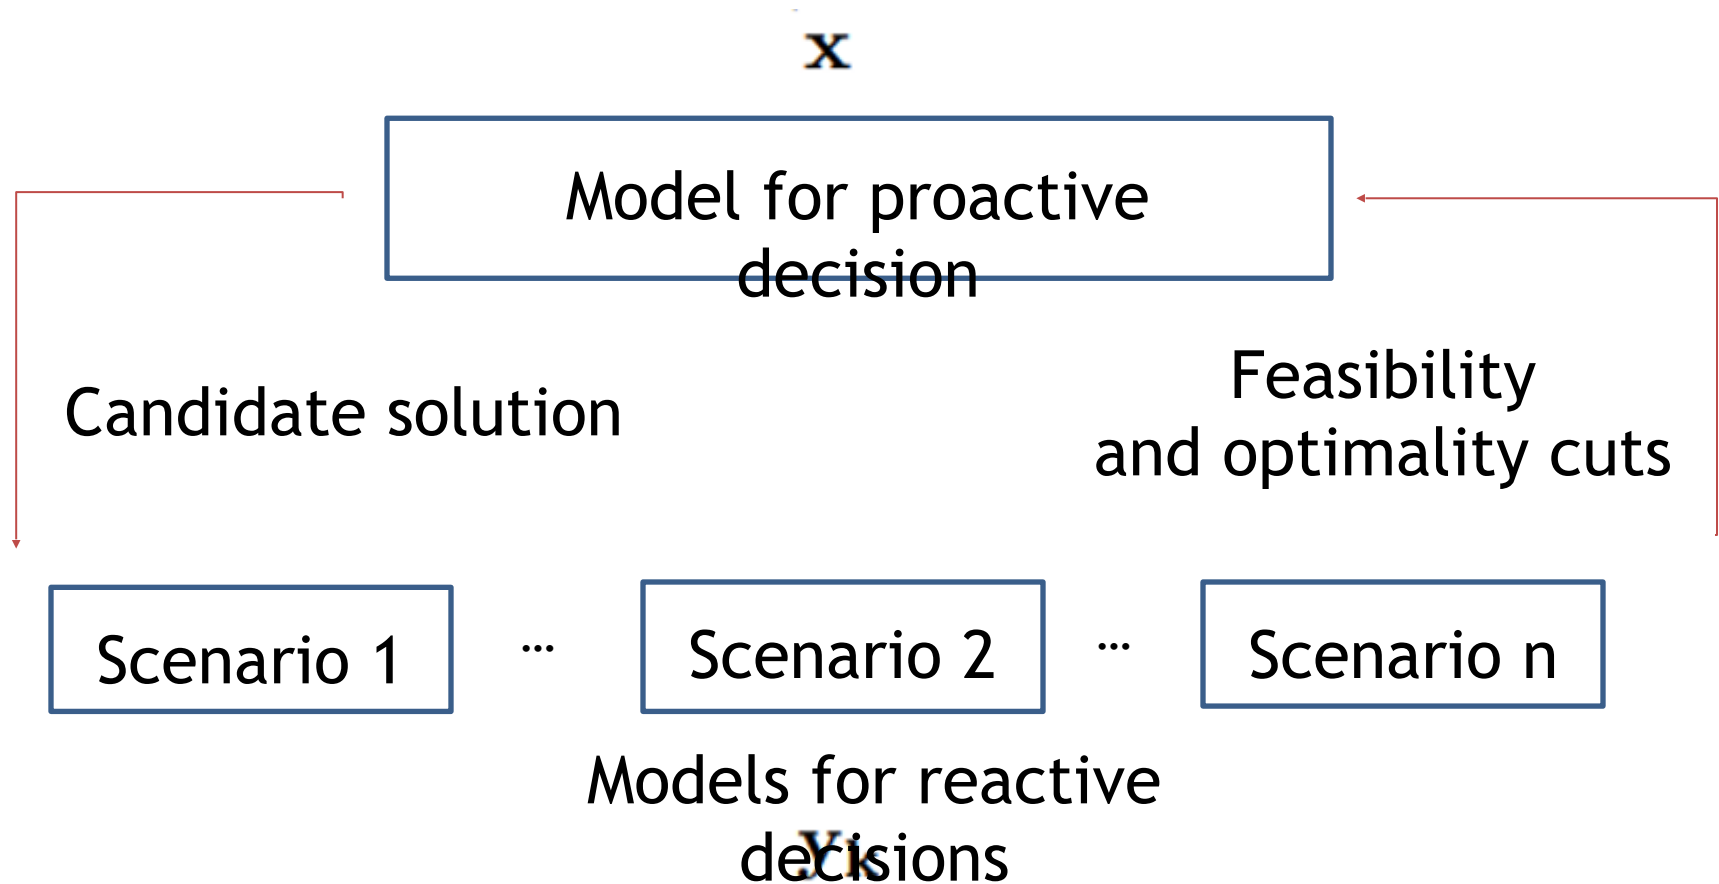 x
Model for proactive
decision
Candidate solution
Feasibility
and optimality cuts
Scenario 1
...
Scenario 2
...
Scenario n
Models for reactive
decisions
yk